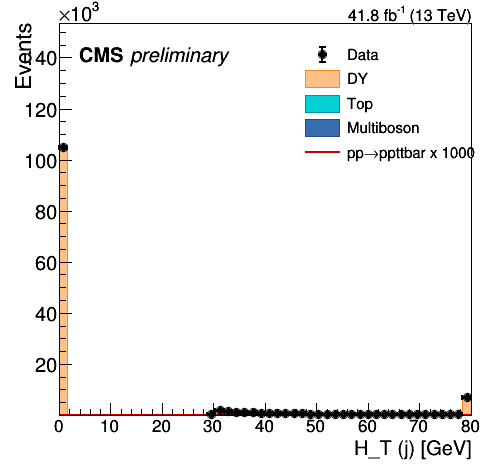 ×10³
41.8 fb⁻¹ (13 TeV)
Events
CMS preliminary
Data
DY
Top
Multiboson
pp→ppttbar x 1000
140
120
100
80
60
40
20
0 10 20 30 40 50 60 70 80
H_T (j) [GeV]